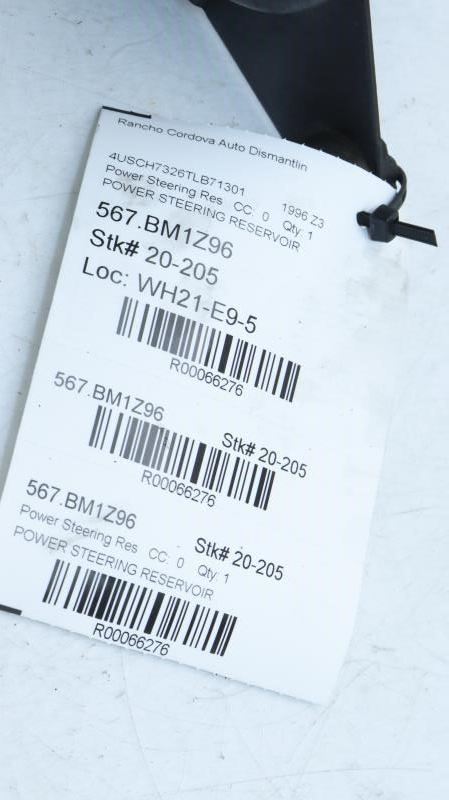 Rancho Cordova Auto Dismantlin
4USCH7326TLB71301 1996 Z3
Power Steering Res CC: 0 Qty: 1
POWER STEERING RESERVOIR
567.BM1Z96
Stk# 20-205
Loc: WH21-E9-5
R00066276
567.BM1Z96 Stk# 20-205
R00066276
567.BM1Z96 Stk# 20-205
Power Steering Res CC: 0 Qty: 1
POWER STEERING RESERVOIR
R00066276